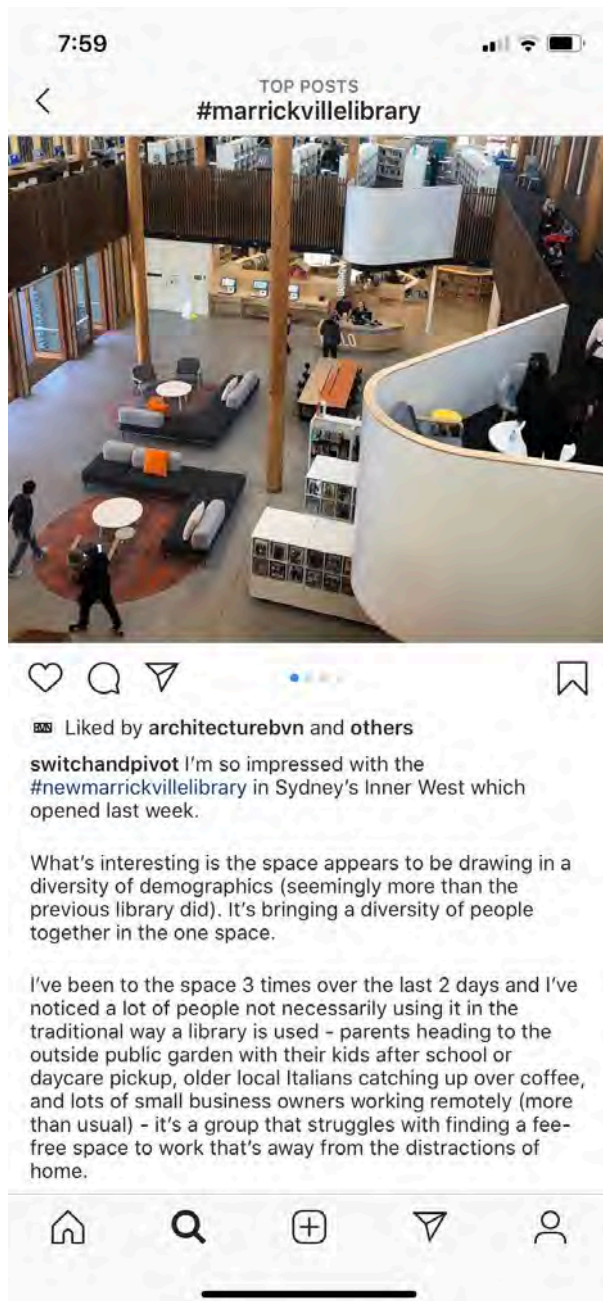 7:59
TOP POSTS
#marrickvillelibrary
LO
Liked by architecturebvn and others
switchandpivot I'm so impressed with the
#newmarrickvillelibrary in Sydney's Inner West which
opened last week.
What's interesting is the space appears to be drawing in a
diversity of demographics (seemingly more than the
previous library did). It's bringing a diversity of people
together in the one space.
I've been to the space 3 times over the last 2 days and I've
noticed a lot of people not necessarily using it in the
traditional way a library is used - parents heading to the
outside public garden with their kids after school or
daycare pickup, older local Italians catching up over coffee,
and lots of small business owners working remotely (more
than usual) - it's a group that struggles with finding a fee-
free space to work that's away from the distractions of
home.